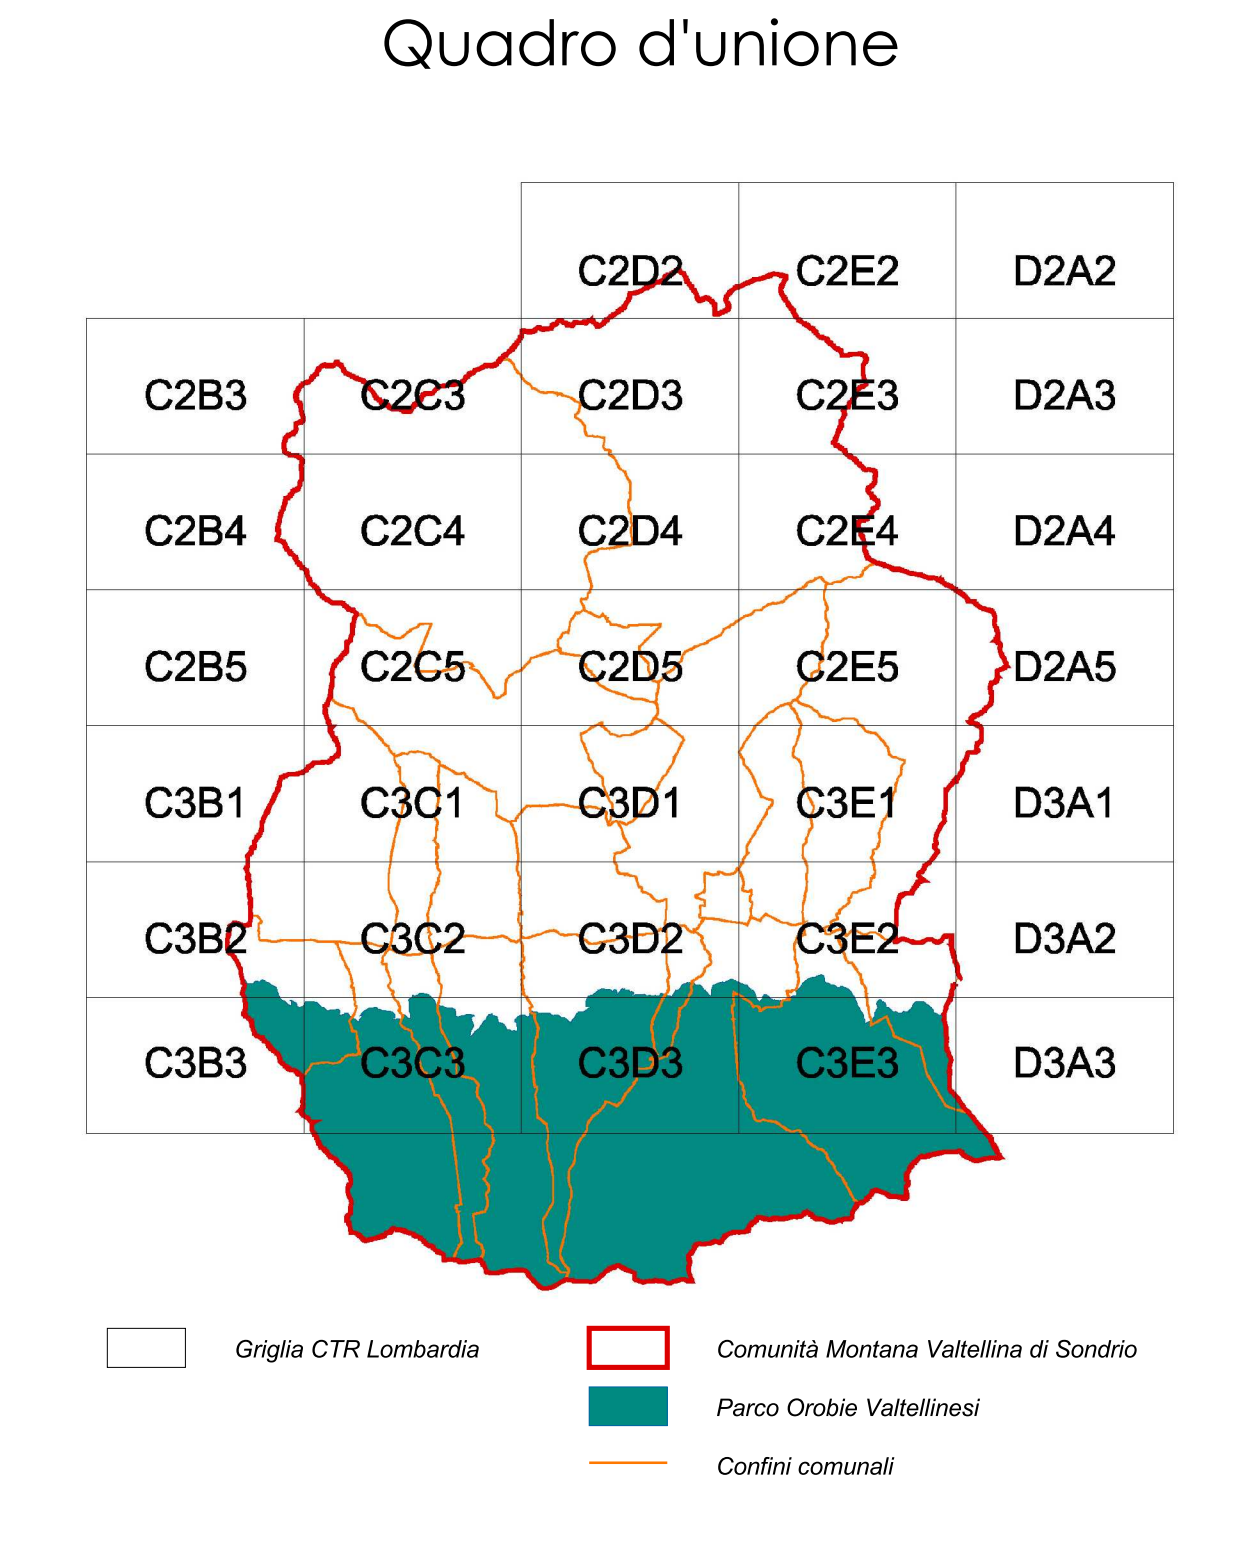 Quadro d'unione
C2D2 C2E2 D2A2
C2B3 C2C3 C2D3 C2E3 D2A3
C2B4 C2C4 C2D4 C2E4 D2A4
C2B5 C2C5 C2D5 C2E5 D2A5
C3B1 C3C1 C3D1 C3E1 D3A1
C3B2 C3C2 C3D2 C3E2 D3A2
C3B3 C3C3 C3D3 C3E3 D3A3
Griglia CTR Lombardia
Comunità Montana Valtellina di Sondrio
Parco Orobie Valtellinesi
Confini comunali